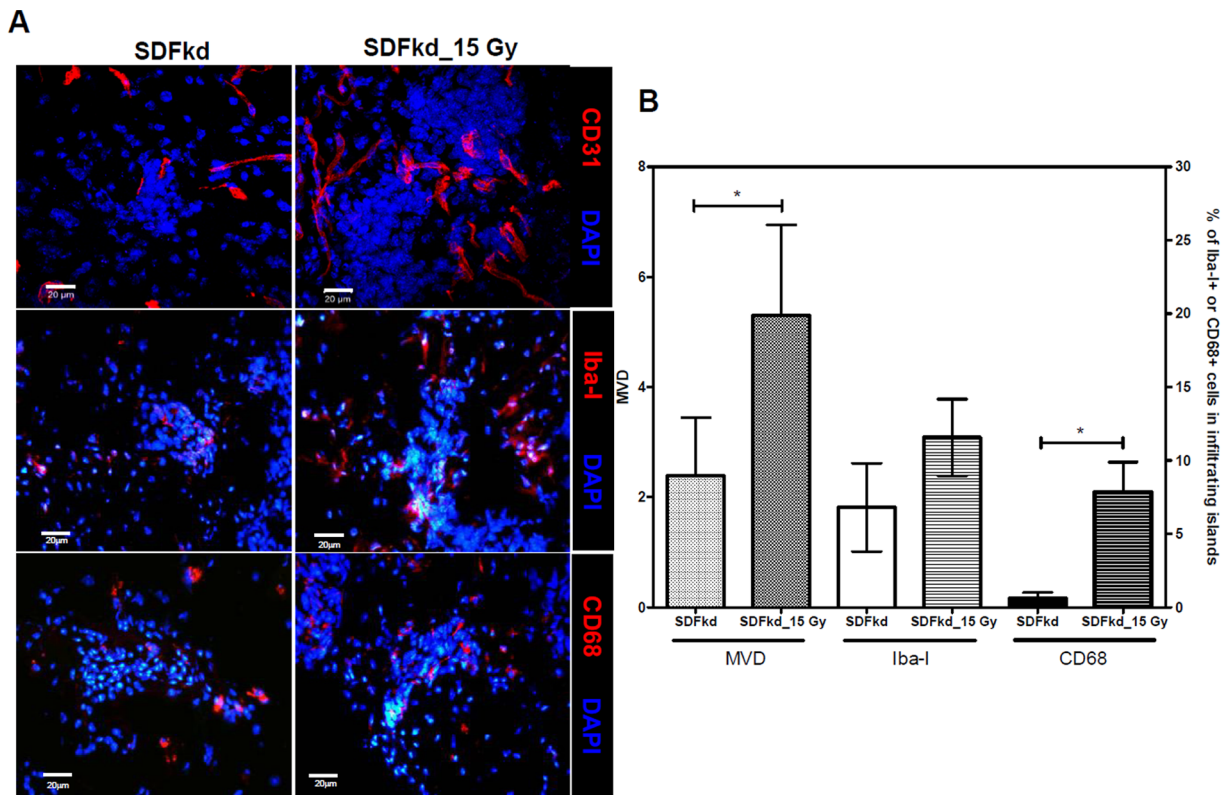 A
SDFkd
SDFkd_15 Gy
CD31
DAPI
20 µm
20 µm
Iba-I
DAPI
20µm
20µm
CD68
DAPI
20µm
20µm
B
8
6
4
2
0
MVD
30
25
20
15
10
5
0
% of Iba-I+ or CD68+ cells in infiltrating islands
*
*
SDFkd
SDFkd_15 Gy
SDFkd
SDFkd_15 Gy
SDFkd
SDFkd_15 Gy
MVD
Iba-I
CD68